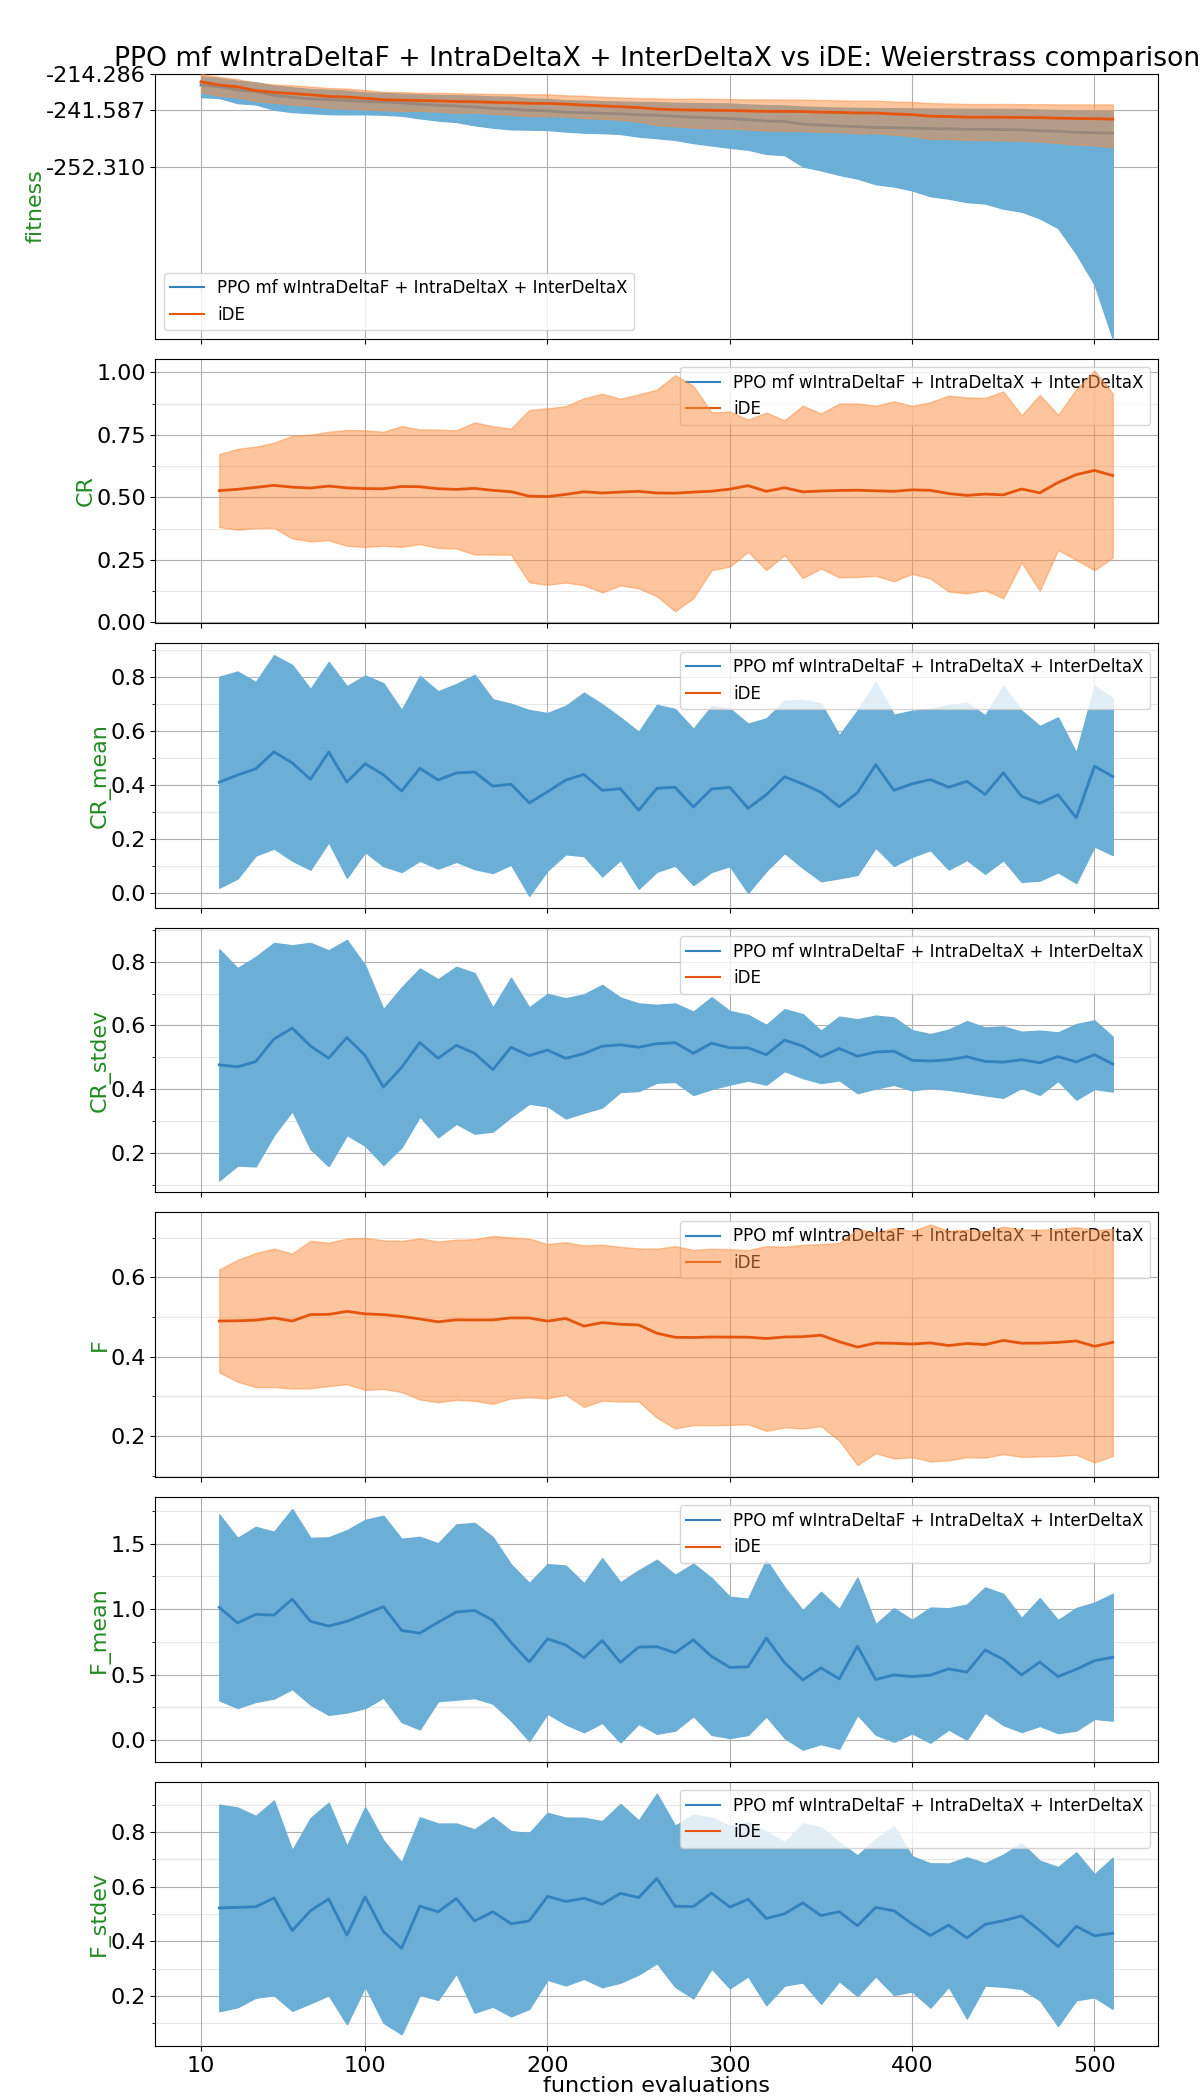 PPO mf wIntraDeltaF + IntraDeltaX + InterDeltaX vs iDE: Weierstrass comparison
-214.286
-241.587
-252.310
fitness
PPO mf wIntraDeltaF + IntraDeltaX + InterDeltaX
iDE
1.00
0.75
0.50
0.25
0.00
CR
PPO mf wIntraDeltaF + IntraDeltaX + InterDeltaX
iDE
0.8
0.6
0.4
0.2
0.0
CR_mean
PPO mf wIntraDeltaF + IntraDeltaX + InterDeltaX
iDE
0.8
0.6
0.4
0.2
CR_stdev
PPO mf wIntraDeltaF + IntraDeltaX + InterDeltaX
iDE
0.6
0.4
0.2
F
PPO mf wIntraDeltaF + IntraDeltaX + InterDeltaX
iDE
1.5
1.0
0.5
0.0
F_mean
PPO mf wIntraDeltaF + IntraDeltaX + InterDeltaX
iDE
0.8
0.6
0.4
0.2
F_stdev
PPO mf wIntraDeltaF + IntraDeltaX + InterDeltaX
iDE
10 100 200 300 400 500
function evaluations